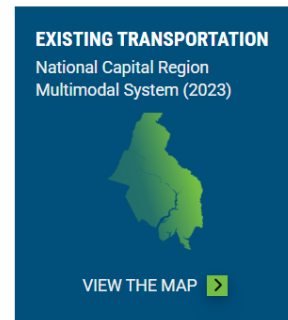 EXISTING TRANSPORTATION
National Capital Region
Multimodal System (2023)
VIEW THE MAP